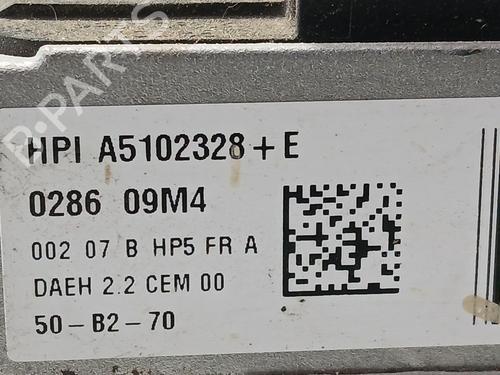 B-PARTS
HPI A5102328+E
0286 09M4
002 07 B HP5 FR A
DAEH 2.2 CEM 00
50-B2-70